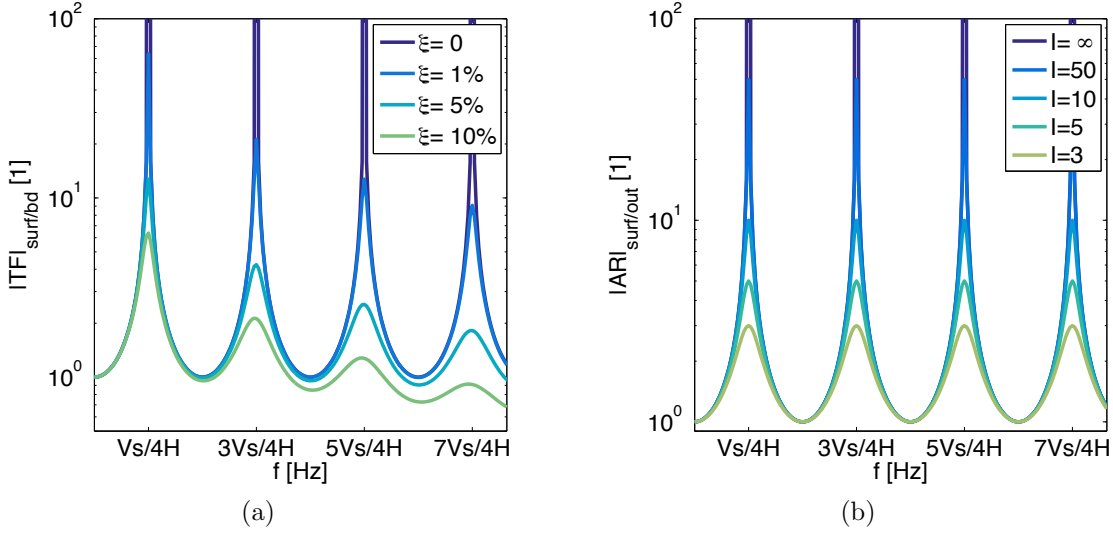 10²
10¹
10⁰
|TF|surf/bd [1]
ξ= 0
ξ= 1%
ξ= 5%
ξ= 10%
Vs/4H 3Vs/4H 5Vs/4H 7Vs/4H
f [Hz]
(a)
10²
10¹
10⁰
|AR|surf/out [1]
I= ∞
I=50
I=10
I=5
I=3
Vs/4H 3Vs/4H 5Vs/4H 7Vs/4H
f [Hz]
(b)